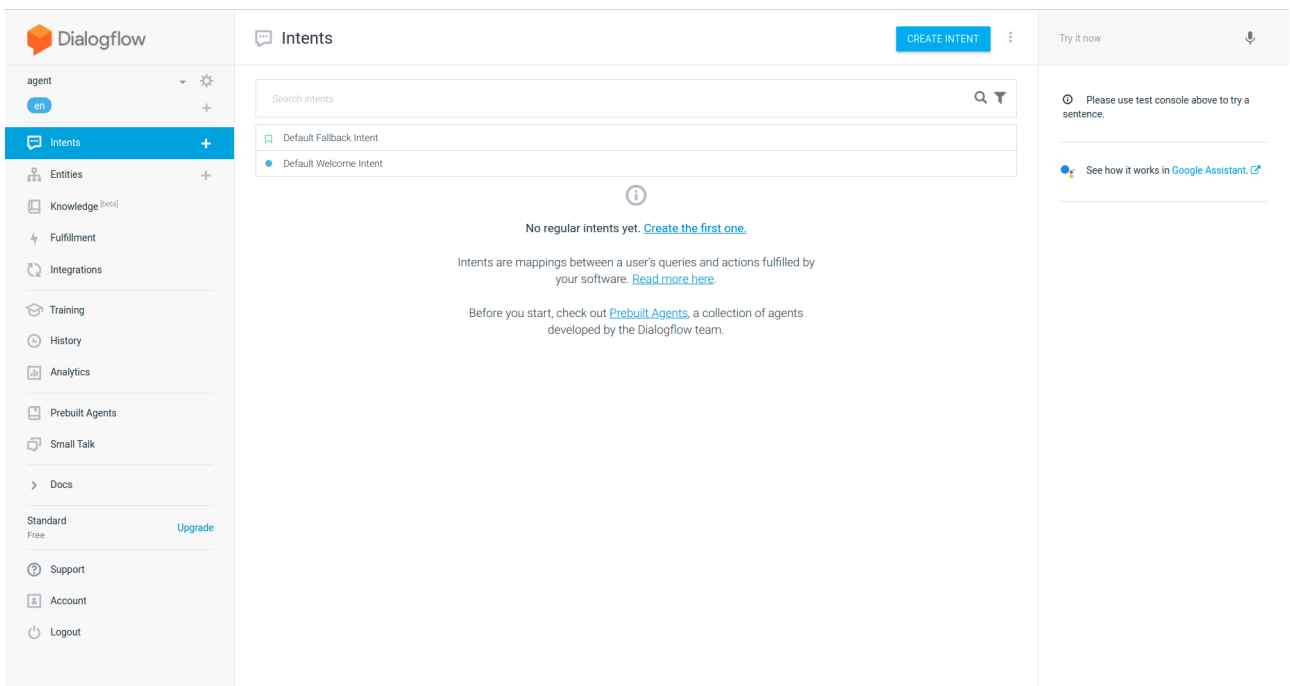 Dialogflow
agent
en
Intents
Entities
Knowledge [beta]
Fulfillment
Integrations
Training
History
Analytics
Prebuilt Agents
Small Talk
Docs
Standard
Free
Upgrade
Support
Account
Logout
Intents
CREATE INTENT
Search intents
Default Fallback Intent
Default Welcome Intent
No regular intents yet. Create the first one.
Intents are mappings between a user's queries and actions fulfilled by
your software. Read more here.
Before you start, check out Prebuilt Agents, a collection of agents
developed by the Dialogflow team.
Try it now
Please use test console above to try a
sentence.
See how it works in Google Assistant.